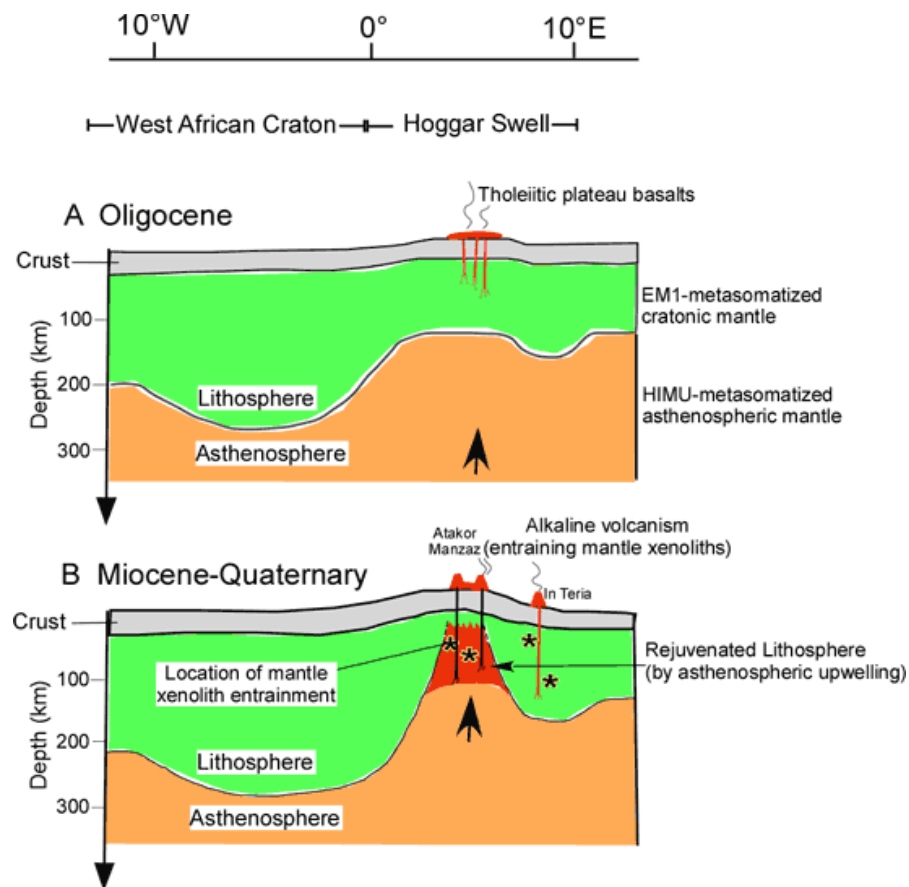 10°W 0° 10°E
West African Craton Hoggar Swell
Tholeiitic plateau basalts
A Oligocene
Crust
EM1-metasomatized
cratonic mantle
100
Depth (km)
200
Lithosphere
HIMU-metasomatized
asthenospheric mantle
Asthenosphere
300
Alkaline volcanism
(entraining mantle xenoliths)
Atakor
Manzaz
B Miocene-Quaternary
In Teria
Crust
Location of mantle
xenolith entrainment
Rejuvenated Lithosphere
(by asthenospheric upwelling)
100
Depth (km)
200
Lithosphere
300
Asthenosphere